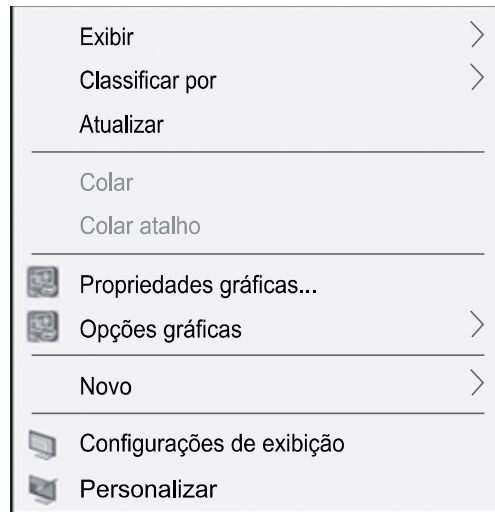 Exibir
Classificar por
Atualizar
Colar
Colar atalho
Propriedades gráficas...
Opções gráficas
Novo
Configurações de exibição
Personalizar